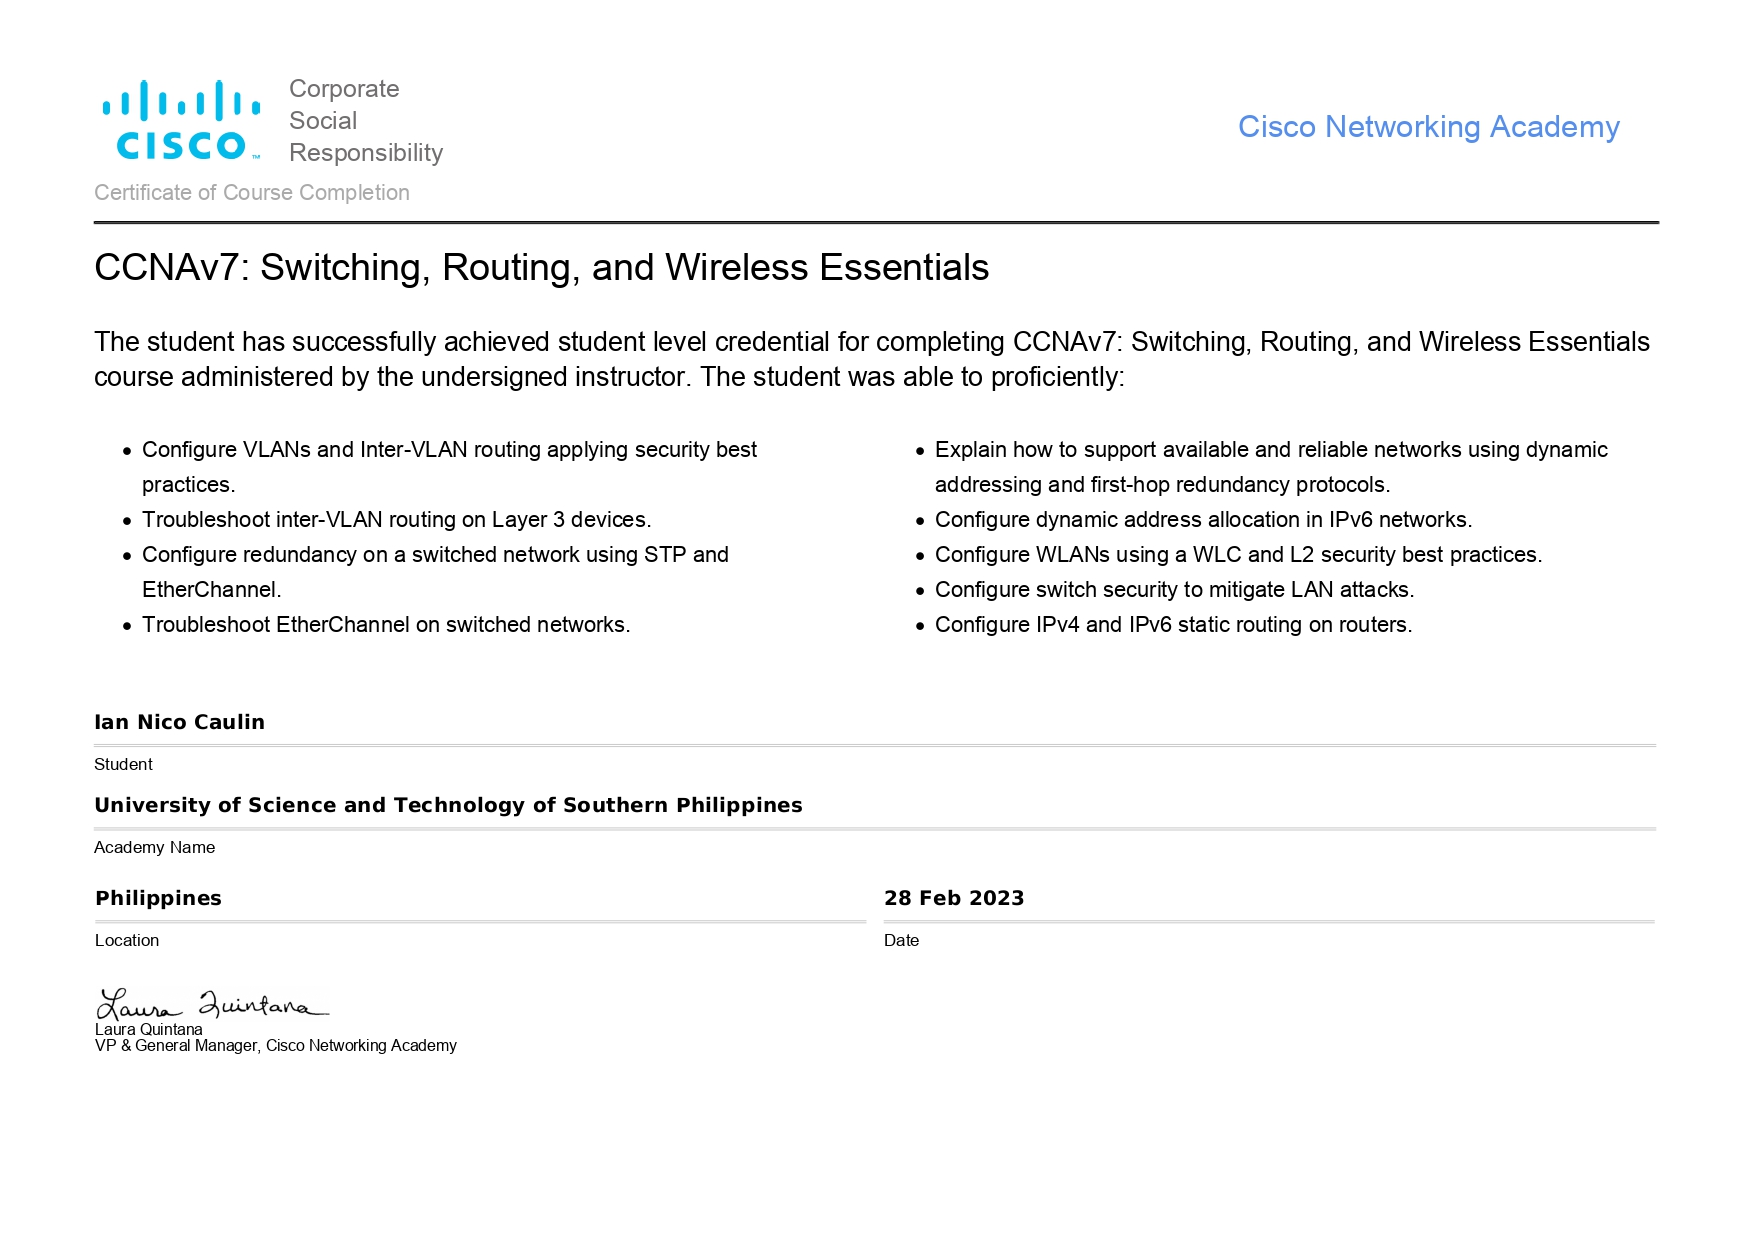 CISCO™
Corporate
Social
Responsibility
Cisco Networking Academy
Certificate of Course Completion
CCNAv7: Switching, Routing, and Wireless Essentials
The student has successfully achieved student level credential for completing CCNAv7: Switching, Routing, and Wireless Essentials
course administered by the undersigned instructor. The student was able to proficiently:
• Configure VLANs and Inter-VLAN routing applying security best
practices.
• Troubleshoot inter-VLAN routing on Layer 3 devices.
• Configure redundancy on a switched network using STP and
EtherChannel.
• Troubleshoot EtherChannel on switched networks.
• Explain how to support available and reliable networks using dynamic
addressing and first-hop redundancy protocols.
• Configure dynamic address allocation in IPv6 networks.
• Configure WLANs using a WLC and L2 security best practices.
• Configure switch security to mitigate LAN attacks.
• Configure IPv4 and IPv6 static routing on routers.
Ian Nico Caulin
Student
University of Science and Technology of Southern Philippines
Academy Name
Philippines
Location
28 Feb 2023
Date
Laura Quintana
Laura Quintana
VP & General Manager, Cisco Networking Academy